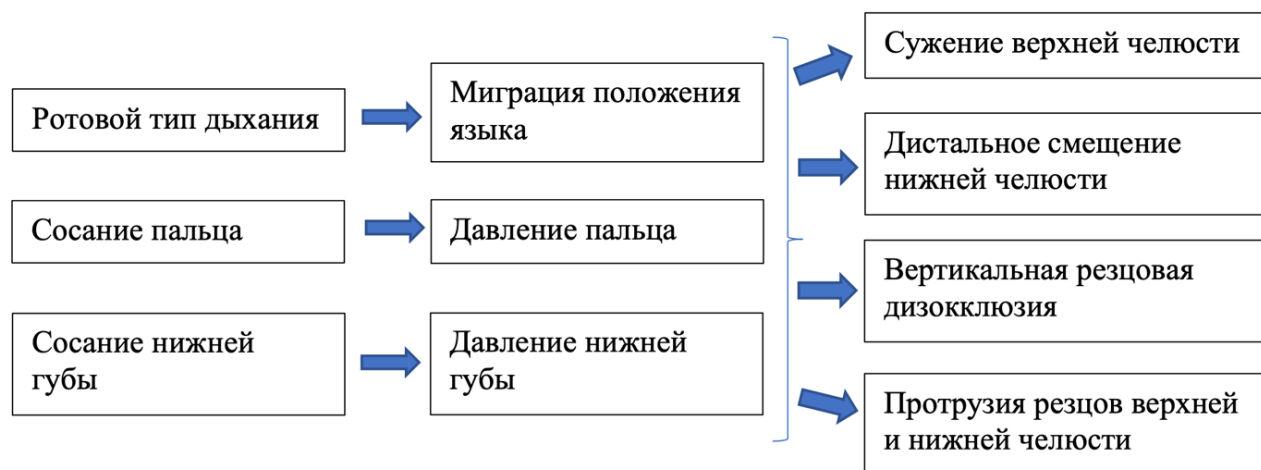 Ротовой тип дыхания
Сосание пальца
Сосание нижней
губы
Миграция положения
языка
Давление пальца
Давление нижней
губы
Сужение верхней челюсти
Дистальное смещение
нижней челюсти
Вертикальная резцовая
дизокклюзия
Протрузия резцов верхней
и нижней челюсти